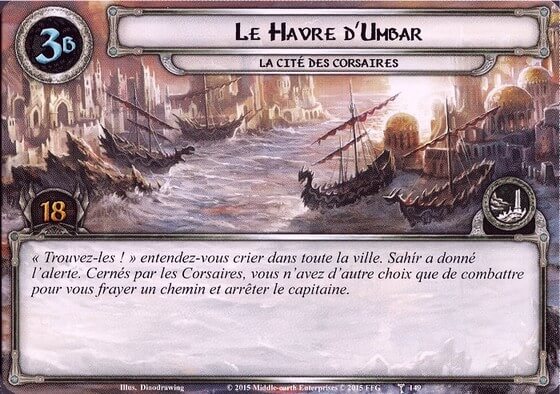 3B
LE HAVRE D'UMBAR
LA CITÉ DES CORSAIRES
18
« Trouvez-les ! » entendez-vous crier dans toute la ville. Sahír a donné
l'alerte. Cernés par les Corsaires, vous n'avez d'autre choix que de combattre
pour vous frayer un chemin et arrêter le capitaine.
Illus. Dinodrawing © 2015 Middle-earth Enterprises © 2015 FFG 149